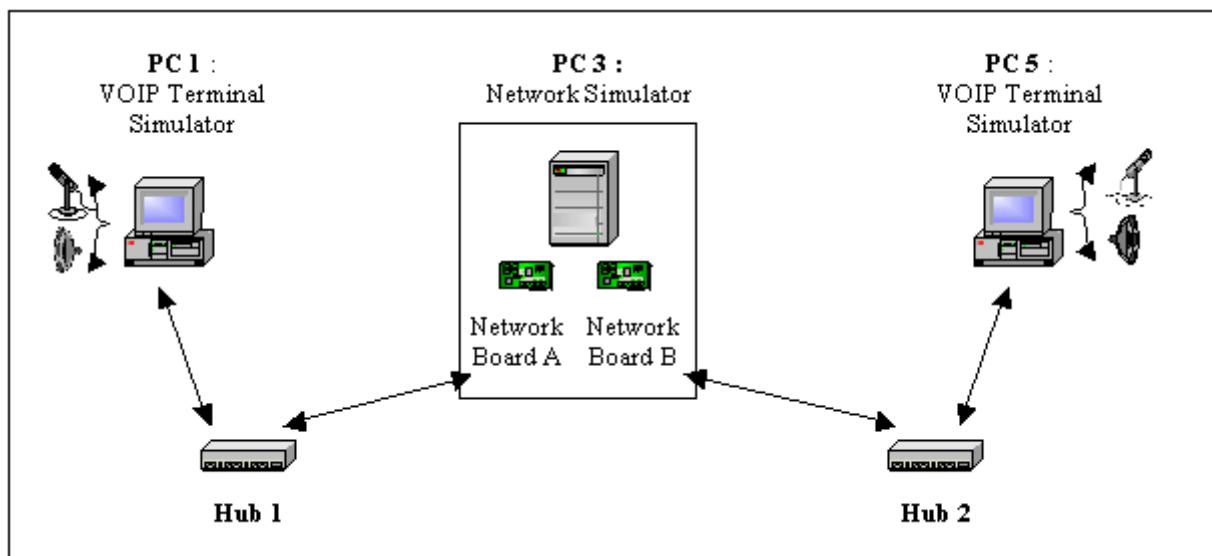 PC 1 :
VOIP Terminal
Simulator
PC 3 :
Network Simulator
PC 5 :
VOIP Terminal
Simulator
Network
Board A
Network
Board B
Hub 1
Hub 2